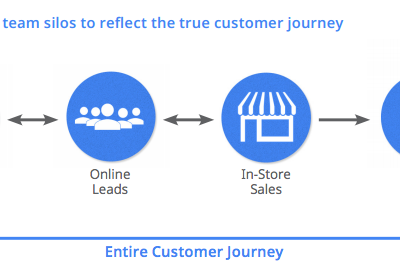 team silos to reflect the true customer journey
Online
Leads
In-Store
Sales
Entire Customer Journey